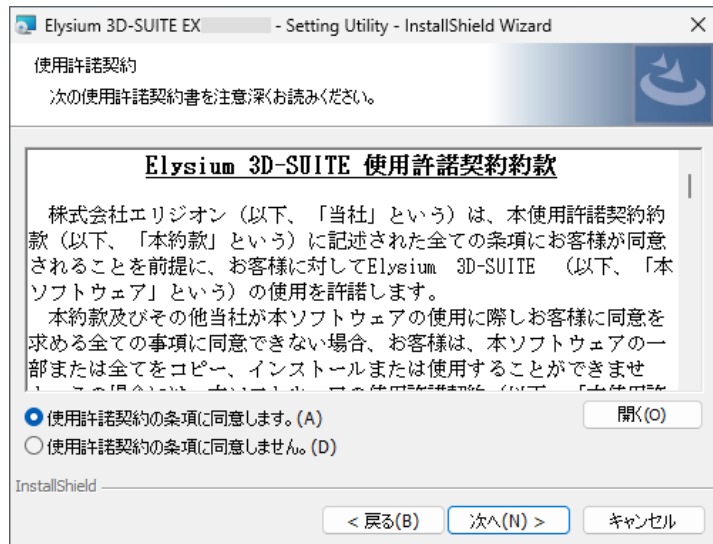 Elysium 3D-SUITE EX - Setting Utility - InstallShield Wizard
使用許諾契約
次の使用許諾契約書を注意深くお読みください。
Elysium 3D-SUITE 使用許諾契約約款
株式会社エリジオン（以下、「当社」という）は、本使用許諾契約約
款（以下、「本約款」という）に記述された全ての条項にお客様が同意
されることを前提に、お客様に対してElysium 3D-SUITE （以下、「本
ソフトウェア」という）の使用を許諾します。
本約款及びその他当社が本ソフトウェアの使用に際しお客様に同意を
求める全ての事項に同意できない場合、お客様は、本ソフトウェアの一
部または全てをコピー、インストールまたは使用することができませ
使用許諾契約の条項に同意します。(A)
開く(O)
使用許諾契約の条項に同意しません。(D)
InstallShield
< 戻る(B)
次へ(N) >
キャンセル